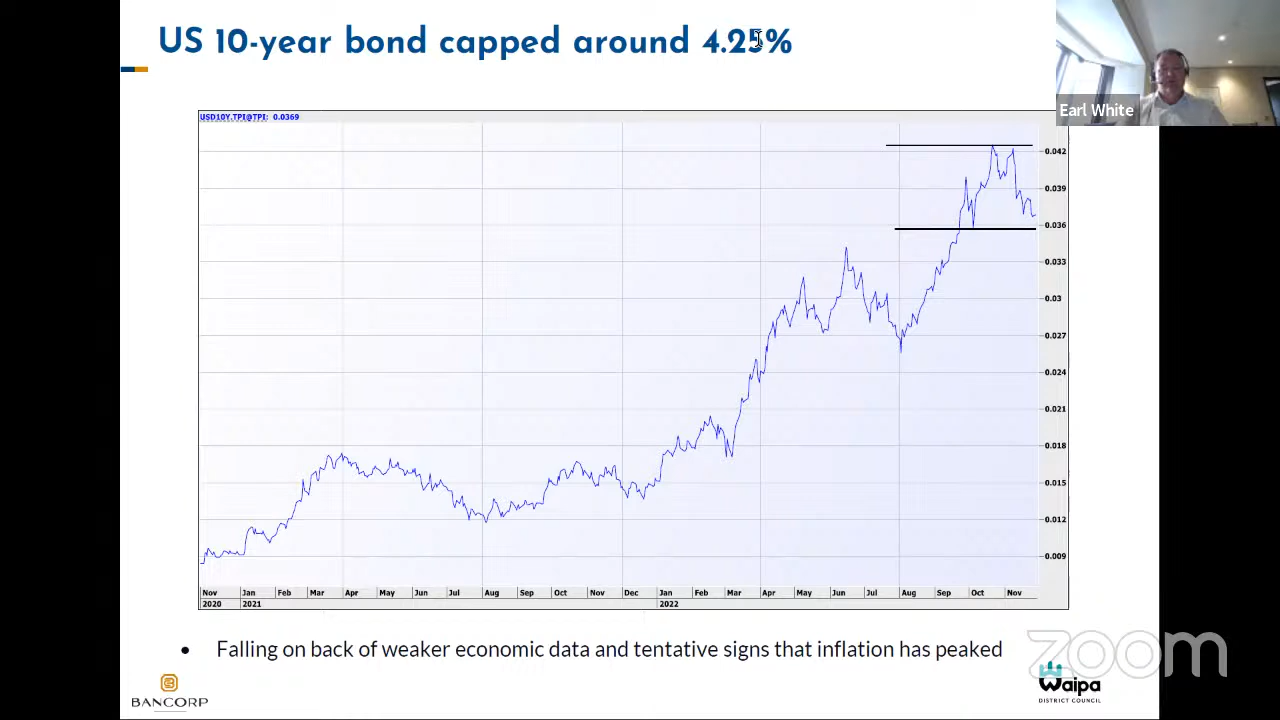 US 10-year bond capped around 4.25%
Earl White
USD10Y.TPI@TPI: 0.0369
0.042
0.039
0.036
0.033
0.03
0.027
0.024
0.021
0.018
0.015
0.012
0.009
Nov Jan Feb Mar Apr May Jun Jul Aug Sep Oct Nov Dec Jan Feb Mar Apr May Jun Jul Aug Sep Oct Nov
2020 2021 2022
• Falling on back of weaker economic data and tentative signs that inflation has peaked
zoom
BANCORP
Waipa
DISTRICT COUNCIL